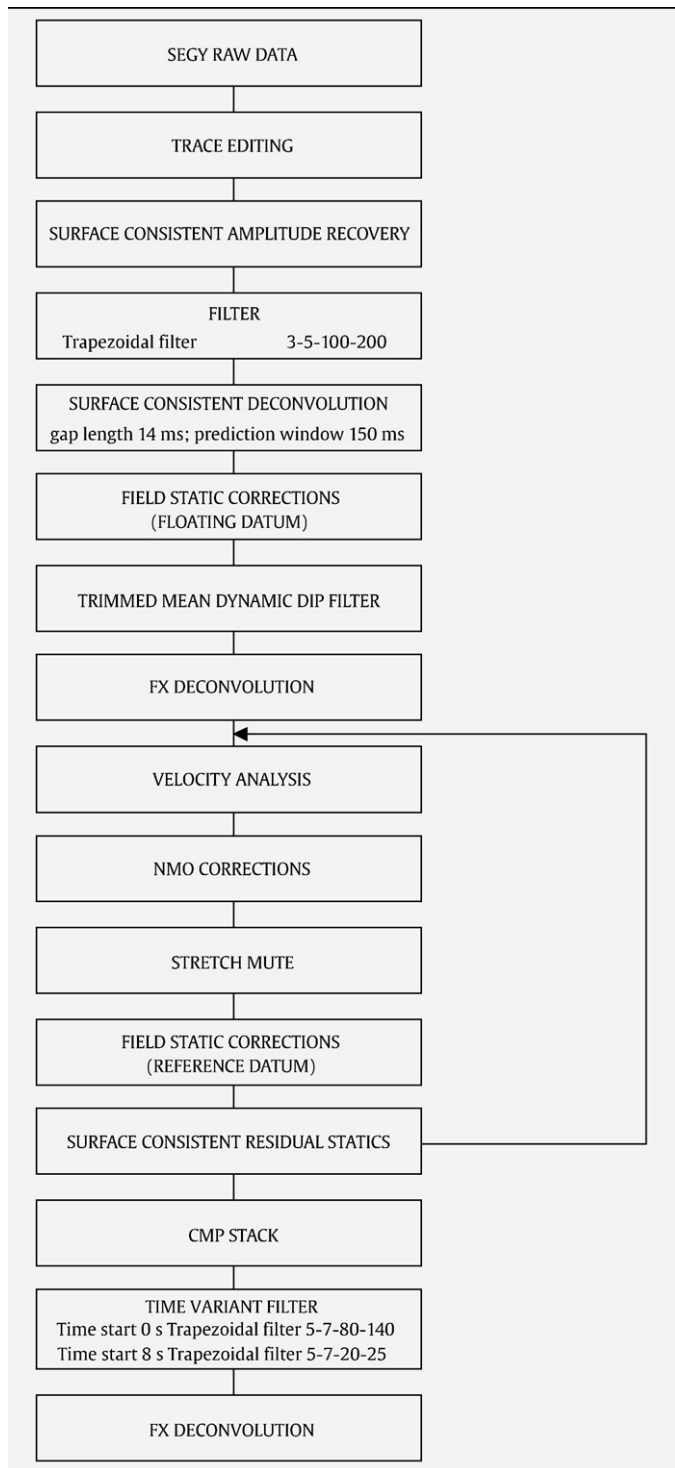 SEGY RAW DATA
TRACE EDITING
SURFACE CONSISTENT AMPLITUDE RECOVERY
FILTER
Trapezoidal filter 3-5-100-200
SURFACE CONSISTENT DECONVOLUTION
gap length 14 ms; prediction window 150 ms
FIELD STATIC CORRECTIONS
(FLOATING DATUM)
TRIMMED MEAN DYNAMIC DIP FILTER
FX DECONVOLUTION
VELOCITY ANALYSIS
NMO CORRECTIONS
STRETCH MUTE
FIELD STATIC CORRECTIONS
(REFERENCE DATUM)
SURFACE CONSISTENT RESIDUAL STATICS
CMP STACK
TIME VARIANT FILTER
Time start 0 s Trapezoidal filter 5-7-80-140
Time start 8 s Trapezoidal filter 5-7-20-25
FX DECONVOLUTION